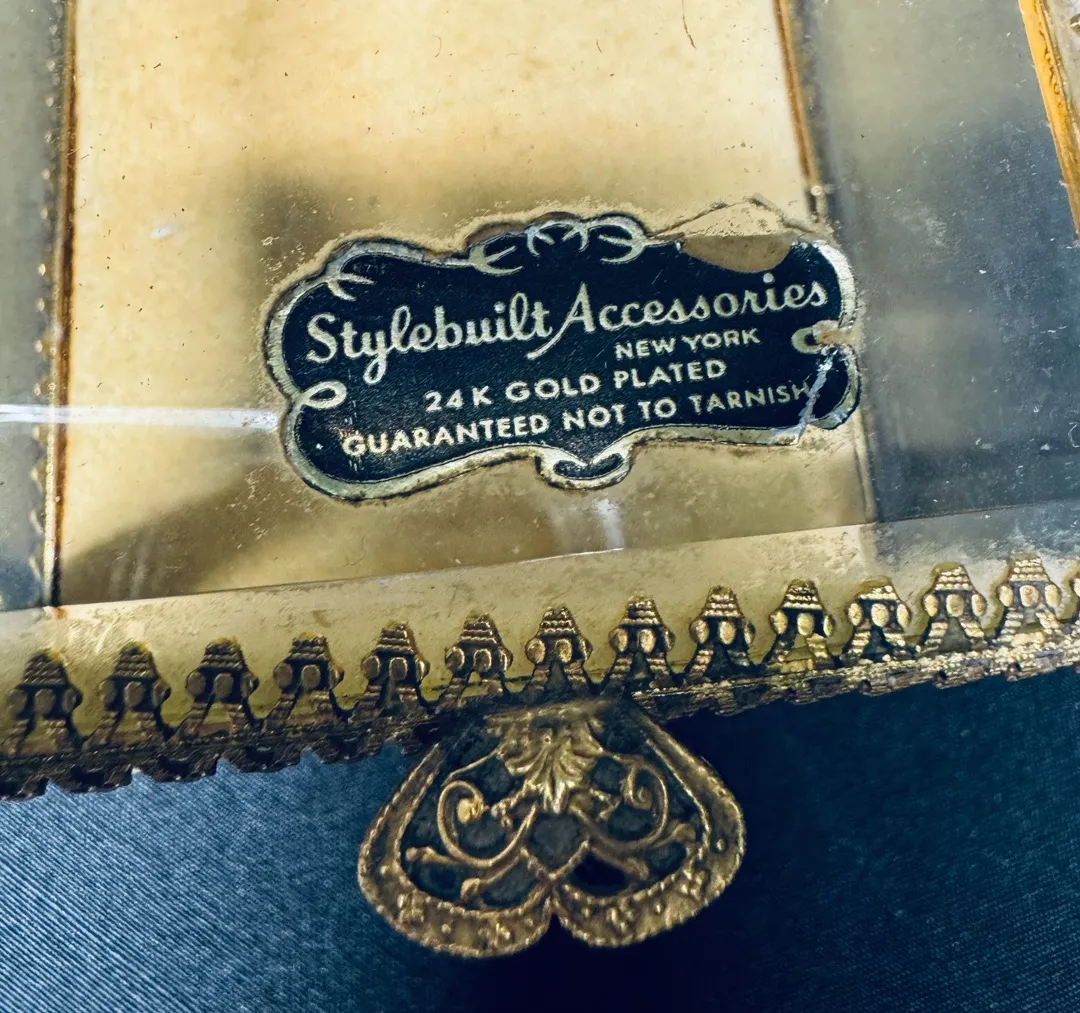 Stylebuilt Accessories
NEW YORK
24K GOLD PLATED
GUARANTEED NOT TO TARNISH